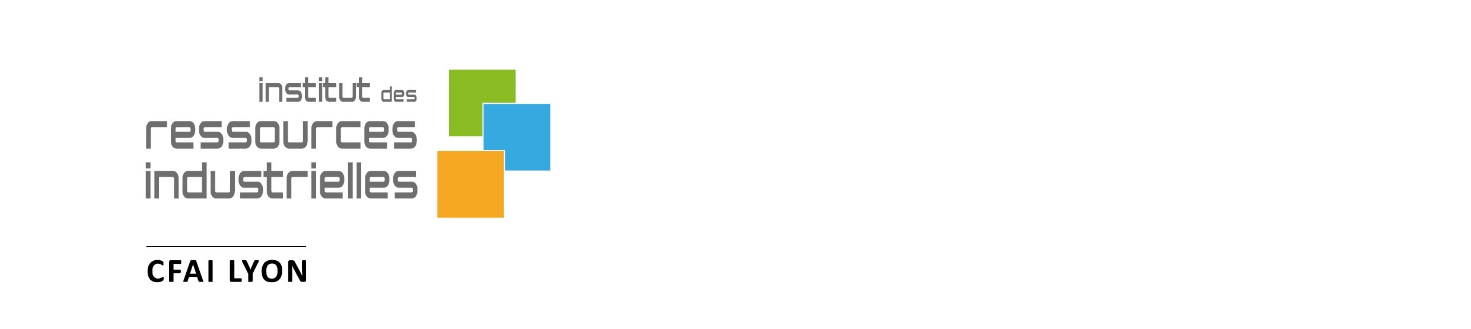 institut des
ressources
industrielles
CFAI LYON